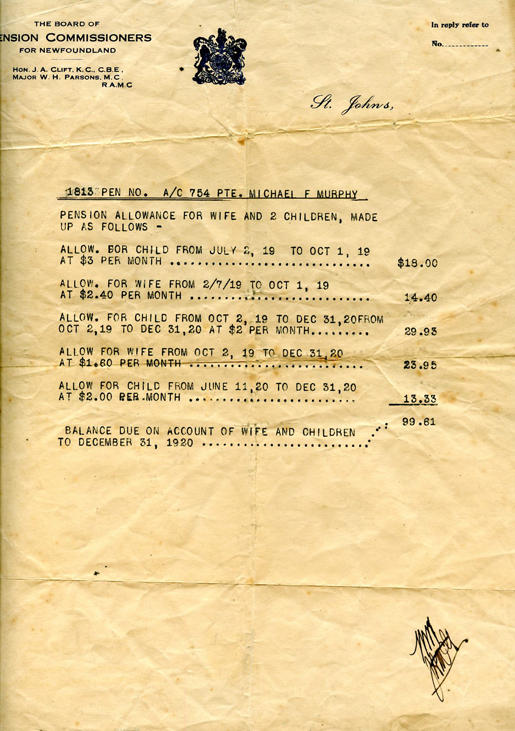 THE BOARD OF
ENSION COMMISSIONERS
FOR NEWFOUNDLAND
HON. J. A. CLIFT, K. C., C.B.E.,
MAJOR W. H. PARSONS, M. C.
R.A.M.C
In reply refer to
No.............
St. Johns,
1813 PEN NO. A/C 754 PTE. MICHAEL F MURPHY
PENSION ALLOWANCE FOR WIFE AND 2 CHILDREN, MADE
UP AS FOLLOWS -
ALLOW. BOR CHILD FROM JULY 2, 19 TO OCT 1, 19
AT $3 PER MONTH .............................. $18.00
ALLOW. FOR WIFE FROM 2/7/19 TO OCT 1, 19
AT $2.40 PER MONTH ........................... 14.40
ALLOW. FOR CHILD FROM OCT 2, 19 TO DEC 31,20FROM
OCT 2,19 TO DEC 31,20 AT $2 PER MONTH......... 29.93
ALLOW FOR WIFE FROM OCT 2, 19 TO DEC 31,20
AT $1.60 PER MONTH ........................... 23.95
ALLOW FOR CHILD FROM JUNE 11,20 TO DEC 31,20
AT $2.00 PER.MONTH ........................... 13.33
99.61
BALANCE DUE ON ACCOUNT OF WIFE AND CHILDREN
TO DECEMBER 31, 1920 ...........................